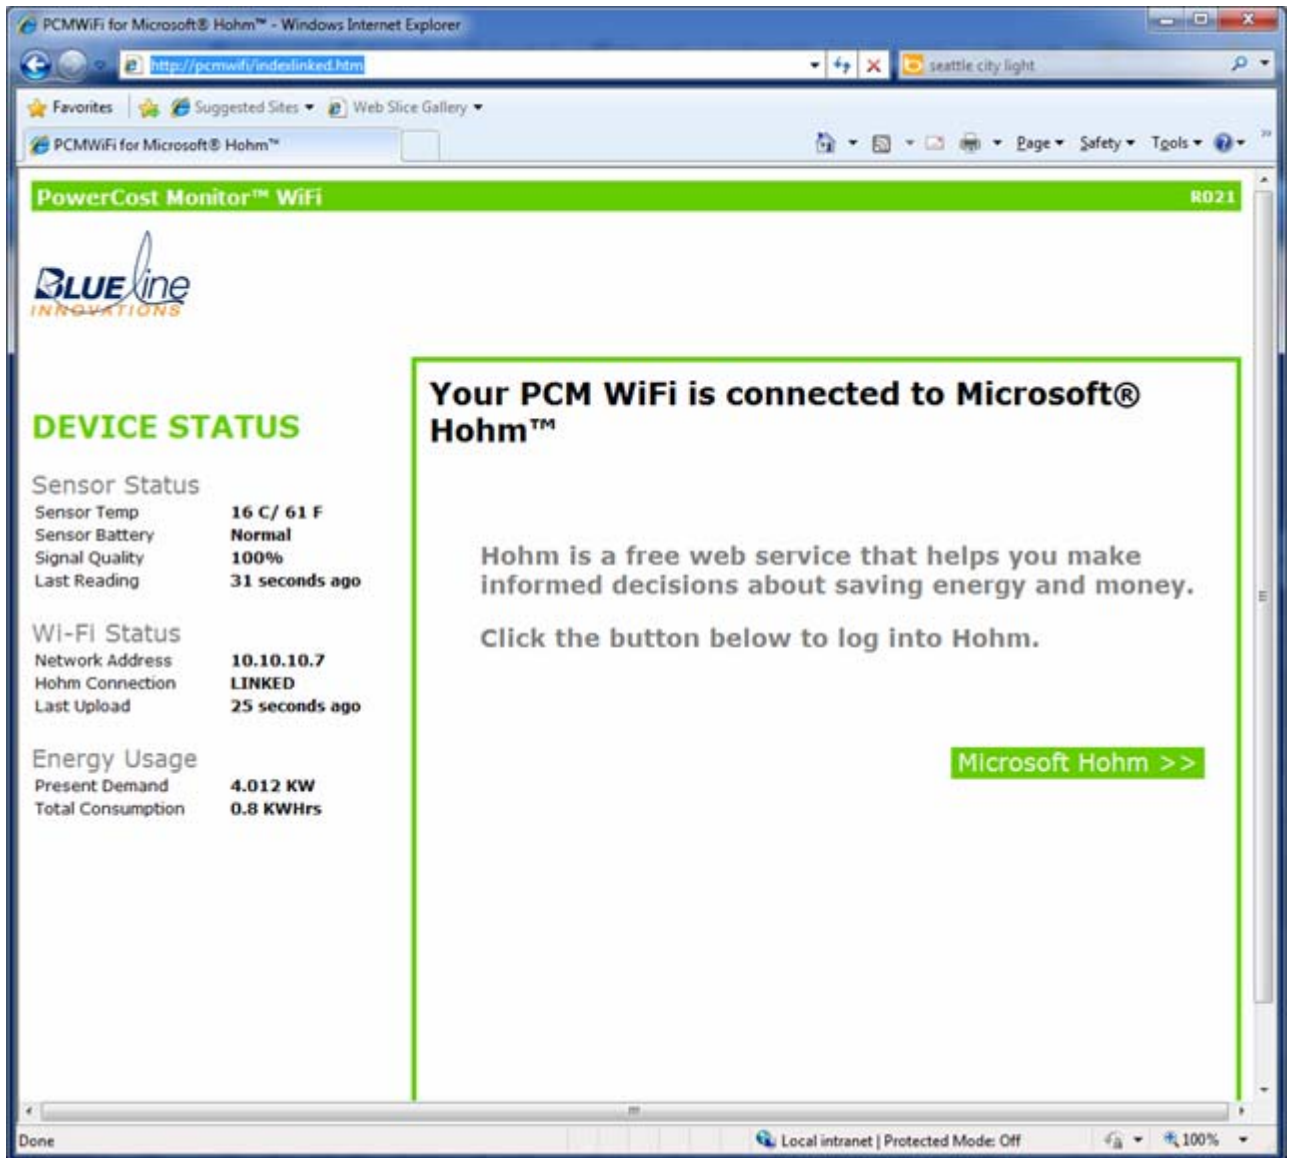 PCMWiFi for Microsoft® Hohm™ - Windows Internet Explorer
http://pcmwifi/indexlinked.htm
seattle city light
Favorites
Suggested Sites
Web Slice Gallery
PCMWiFi for Microsoft® Hohm™
Page
Safety
Tools
PowerCost Monitor™ WiFi
R021
BLUEline
INNOVATIONS
DEVICE STATUS
Sensor Status
Sensor Temp 16 C/ 61 F
Sensor Battery Normal
Signal Quality 100%
Last Reading 31 seconds ago
Wi-Fi Status
Network Address 10.10.10.7
Hohm Connection LINKED
Last Upload 25 seconds ago
Energy Usage
Present Demand 4.012 KW
Total Consumption 0.8 KWHrs
Your PCM WiFi is connected to Microsoft®
Hohm™
Hohm is a free web service that helps you make
informed decisions about saving energy and money.
Click the button below to log into Hohm.
Microsoft Hohm >>
Done
Local intranet | Protected Mode: Off
100%